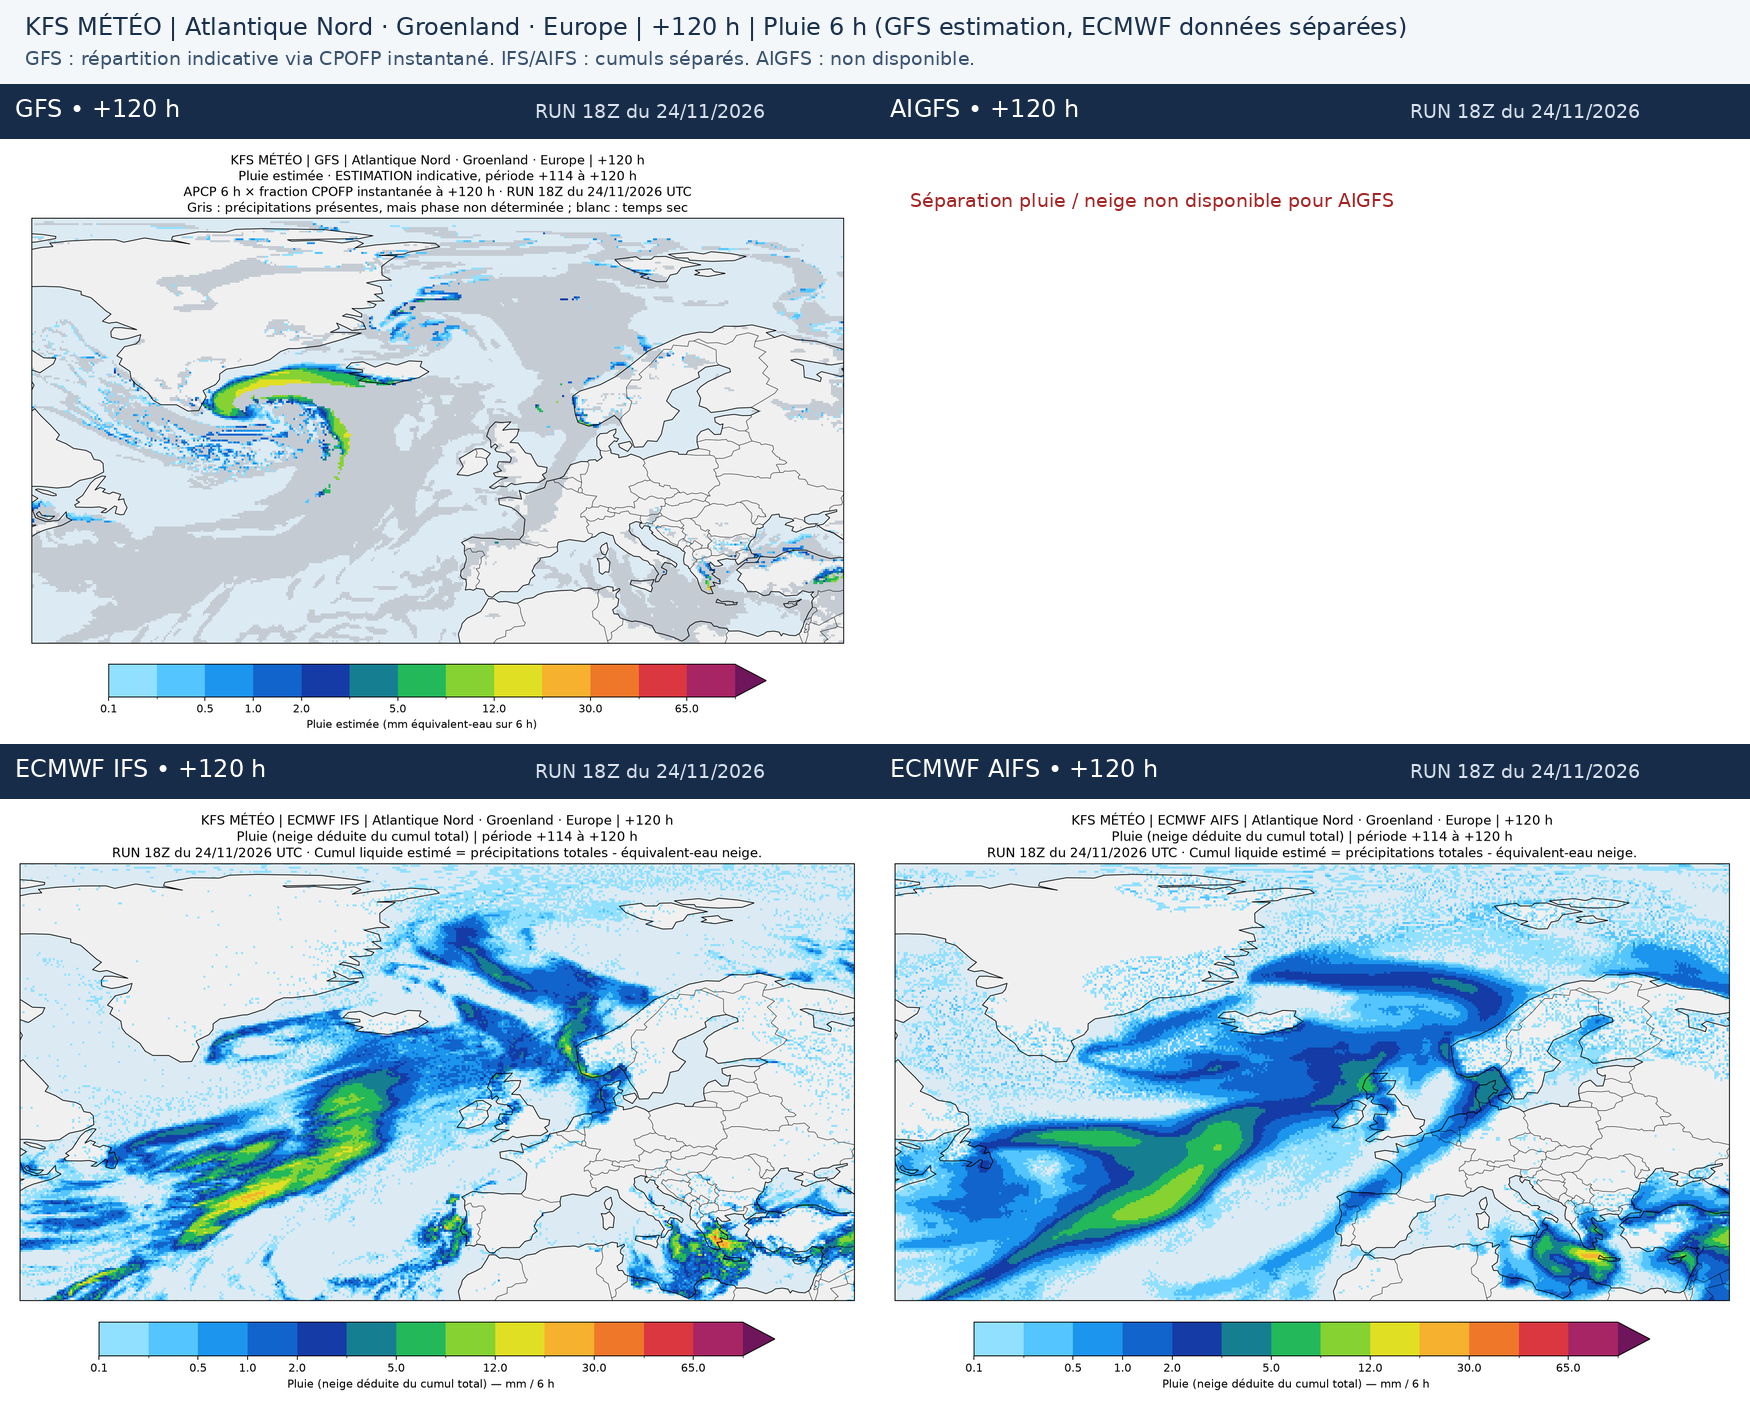 KFS MÉTÉO | Atlantique Nord · Groenland · Europe | +120 h | Pluie 6 h (GFS estimation, ECMWF données séparées)
GFS : répartition indicative via CPOFP instantané. IFS/AIFS : cumuls séparés. AIGFS : non disponible.
GFS • +120 h
RUN 18Z du 24/11/2026
AIGFS • +120 h
RUN 18Z du 24/11/2026
KFS MÉTÉO | GFS | Atlantique Nord · Groenland · Europe | +120 h
Pluie estimée · ESTIMATION indicative, période +114 à +120 h
APCP 6 h × fraction CPOFP instantanée à +120 h · RUN 18Z du 24/11/2026 UTC
Gris : précipitations présentes, mais phase non déterminée ; blanc : temps sec
Séparation pluie / neige non disponible pour AIGFS
0.1 0.5 1.0 2.0 5.0 12.0 30.0 65.0
Pluie estimée (mm équivalent-eau sur 6 h)
ECMWF IFS • +120 h
RUN 18Z du 24/11/2026
ECMWF AIFS • +120 h
RUN 18Z du 24/11/2026
KFS MÉTÉO | ECMWF IFS | Atlantique Nord · Groenland · Europe | +120 h
Pluie (neige déduite du cumul total) | période +114 à +120 h
RUN 18Z du 24/11/2026 UTC · Cumul liquide estimé = précipitations totales - équivalent-eau neige.
0.1 0.5 1.0 2.0 5.0 12.0 30.0 65.0
Pluie (neige déduite du cumul total) — mm / 6 h
KFS MÉTÉO | ECMWF AIFS | Atlantique Nord · Groenland · Europe | +120 h
Pluie (neige déduite du cumul total) | période +114 à +120 h
RUN 18Z du 24/11/2026 UTC · Cumul liquide estimé = précipitations totales - équivalent-eau neige.
0.1 0.5 1.0 2.0 5.0 12.0 30.0 65.0
Pluie (neige déduite du cumul total) — mm / 6 h